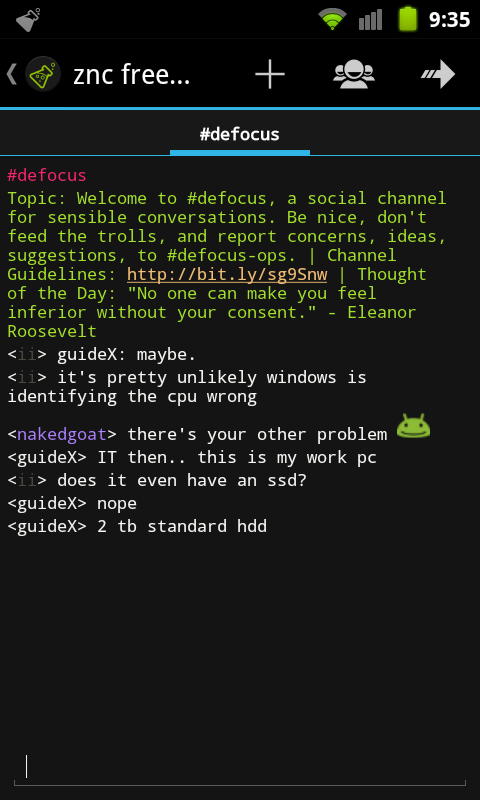 9:35
znc free...
#defocus
#defocus
Topic: Welcome to #defocus, a social channel
for sensible conversations. Be nice, don't
feed the trolls, and report concerns, ideas,
suggestions, to #defocus-ops. | Channel
Guidelines: http://bit.ly/sg9Snw | Thought
of the Day: "No one can make you feel
inferior without your consent." - Eleanor
Roosevelt
<ii> guideX: maybe.
<ii> it's pretty unlikely windows is
identifying the cpu wrong
<nakedgoat> there's your other problem
<guideX> IT then.. this is my work pc
<ii> does it even have an ssd?
<guideX> nope
<guideX> 2 tb standard hdd